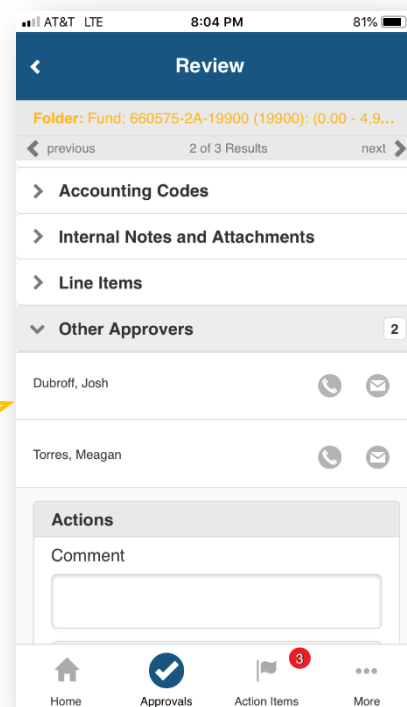 AT&T LTE 8:04 PM 81%
Review
Folder: Fund: 660575-2A-19900 (19900): (0.00 - 4,9...
previous 2 of 3 Results next
Accounting Codes
Internal Notes and Attachments
Line Items
Other Approvers 2
Dubroff, Josh
Torres, Meagan
Actions
Comment
3
Home Approvals Action Items More